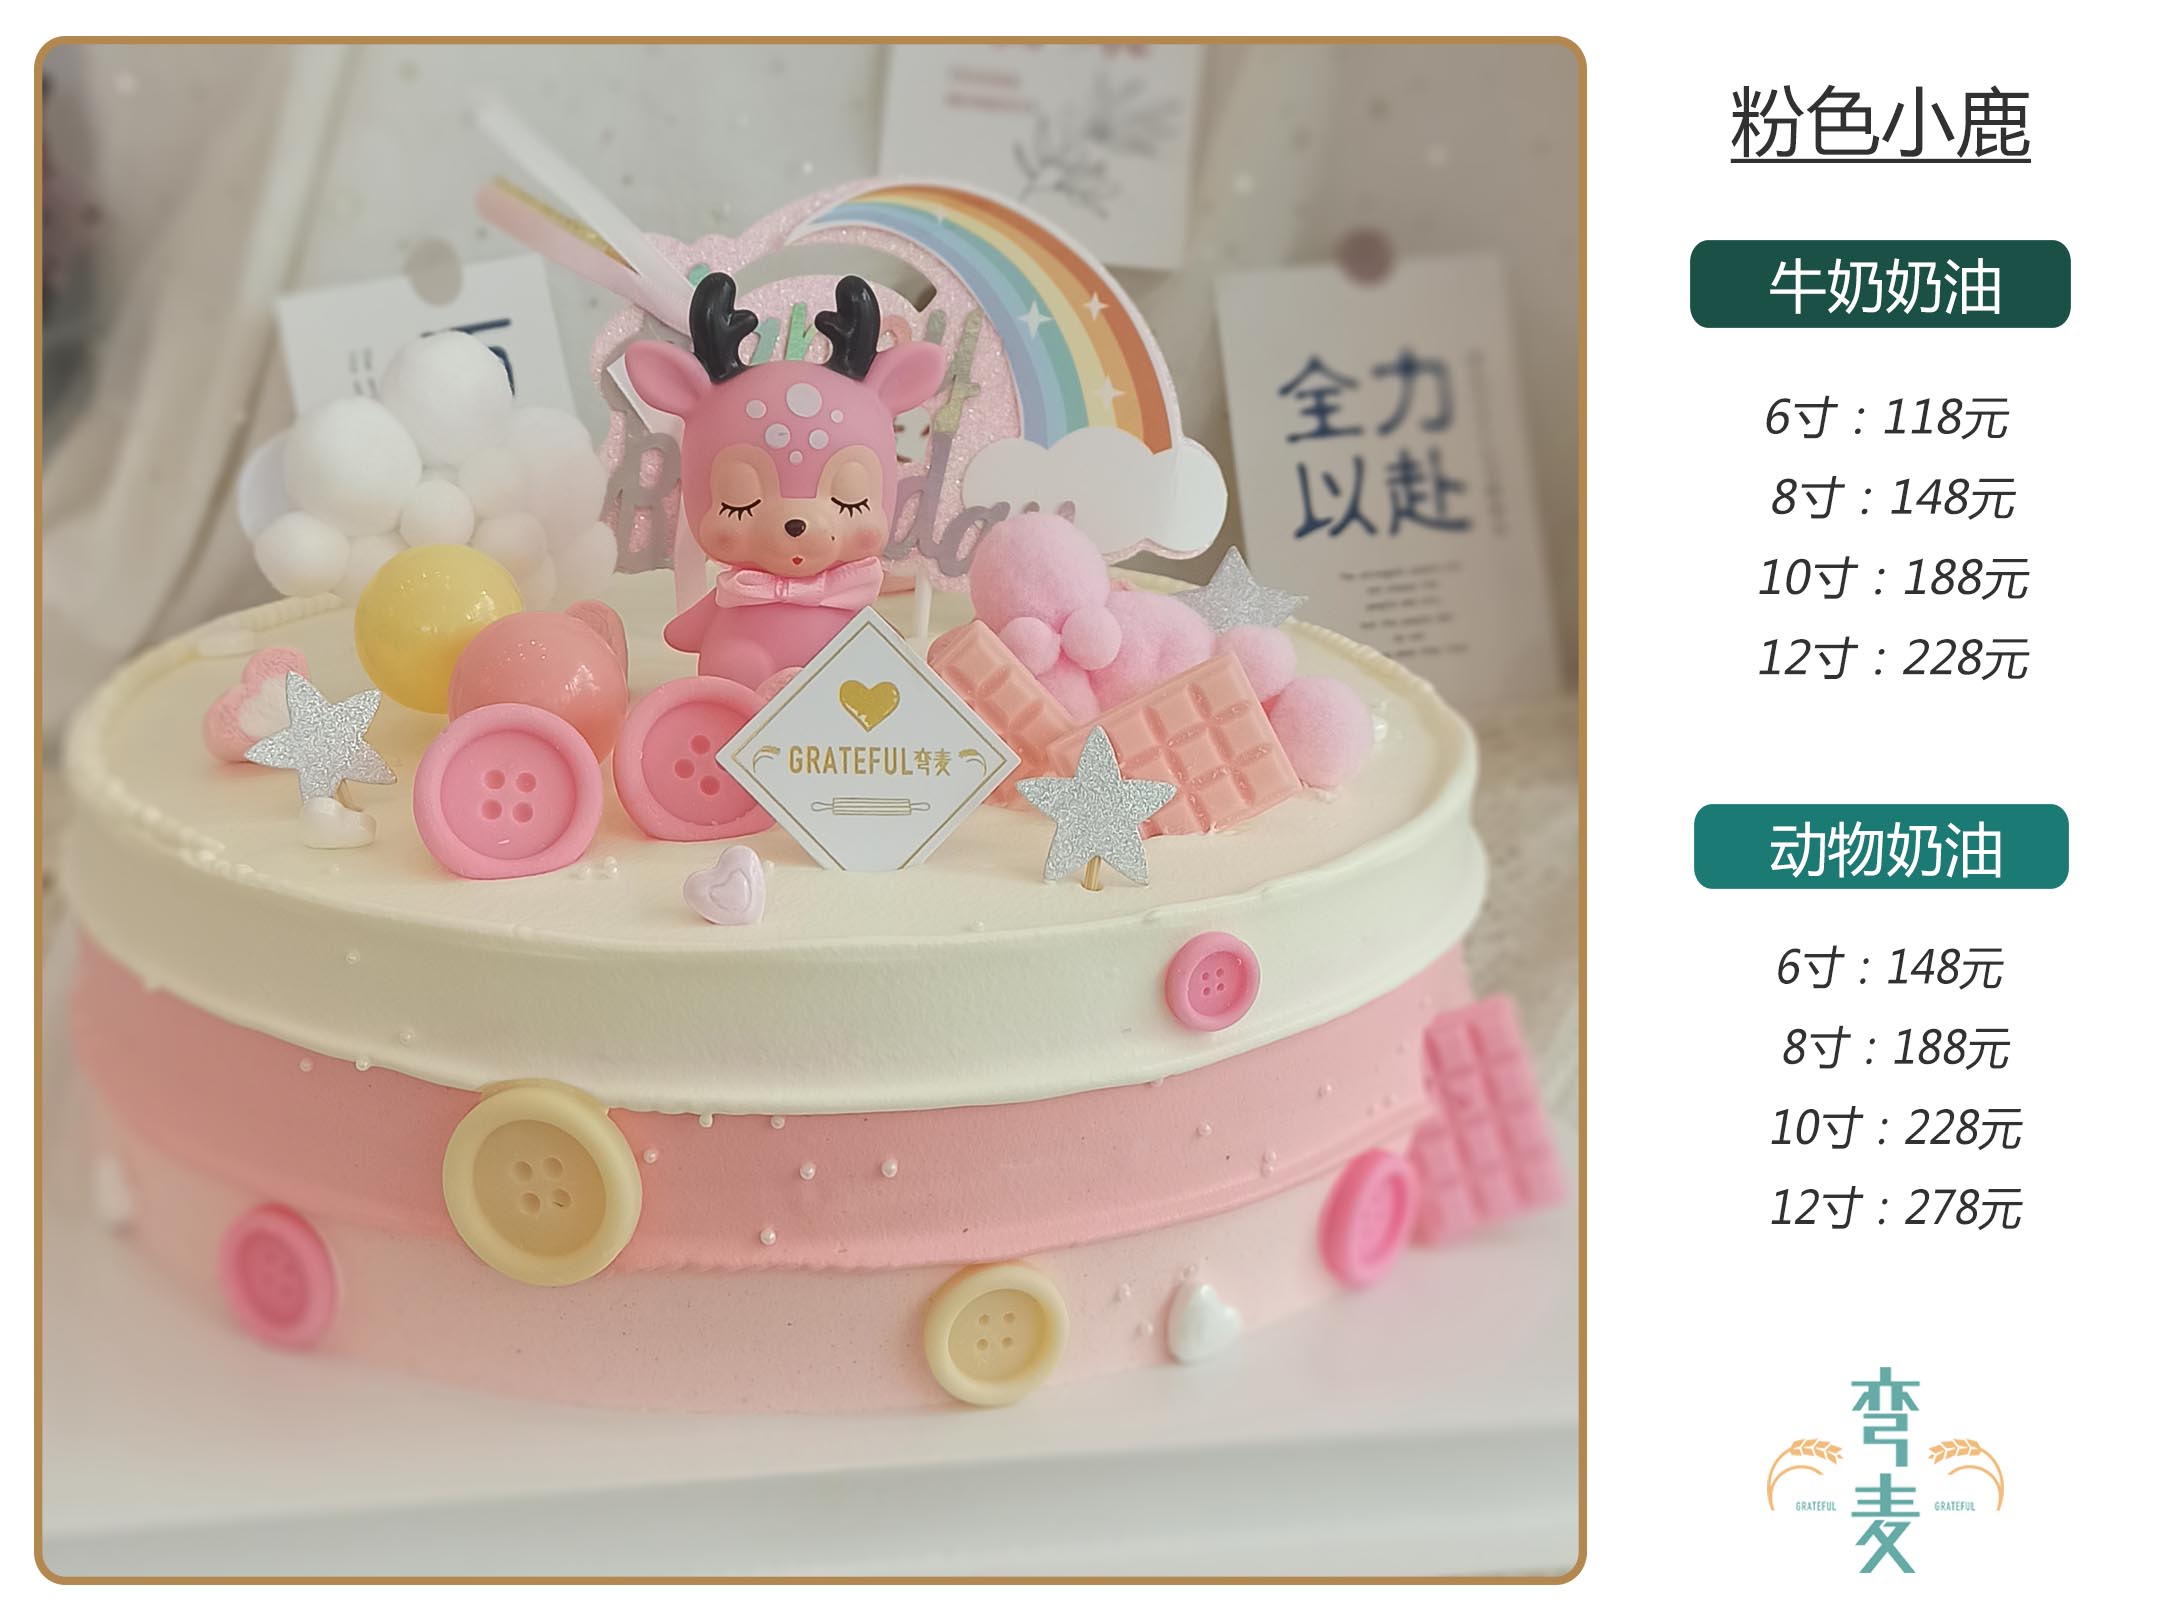 粉色小鹿
牛奶奶油
6寸：118元
8寸：148元
10寸：188元
12寸：228元
动物奶油
6寸：148元
8寸：188元
10寸：228元
12寸：278元
弯麦
GRATEFUL GRATEFUL
全力
以赴
GRATEFUL弯麦